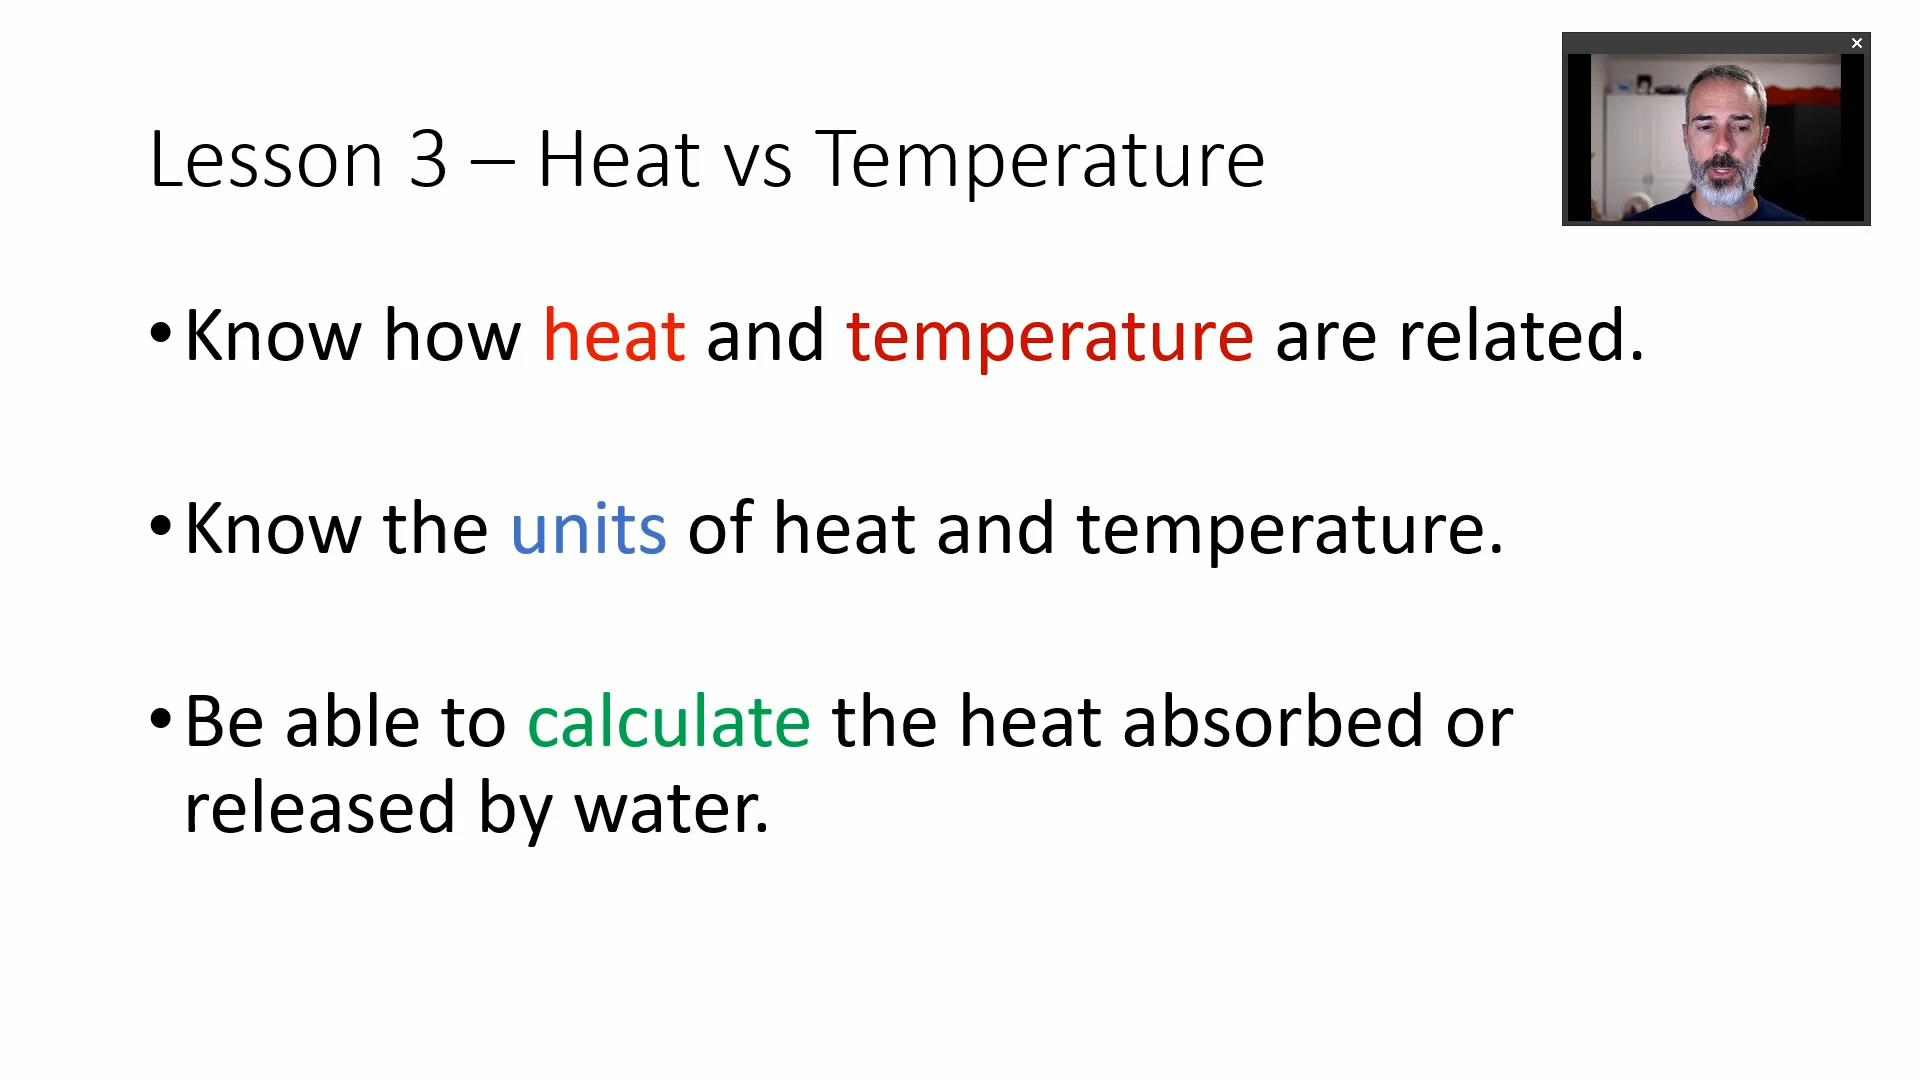 Lesson 3 – Heat vs Temperature
•Know how heat and temperature are related.
•Know the units of heat and temperature.
•Be able to calculate the heat absorbed or
released by water.